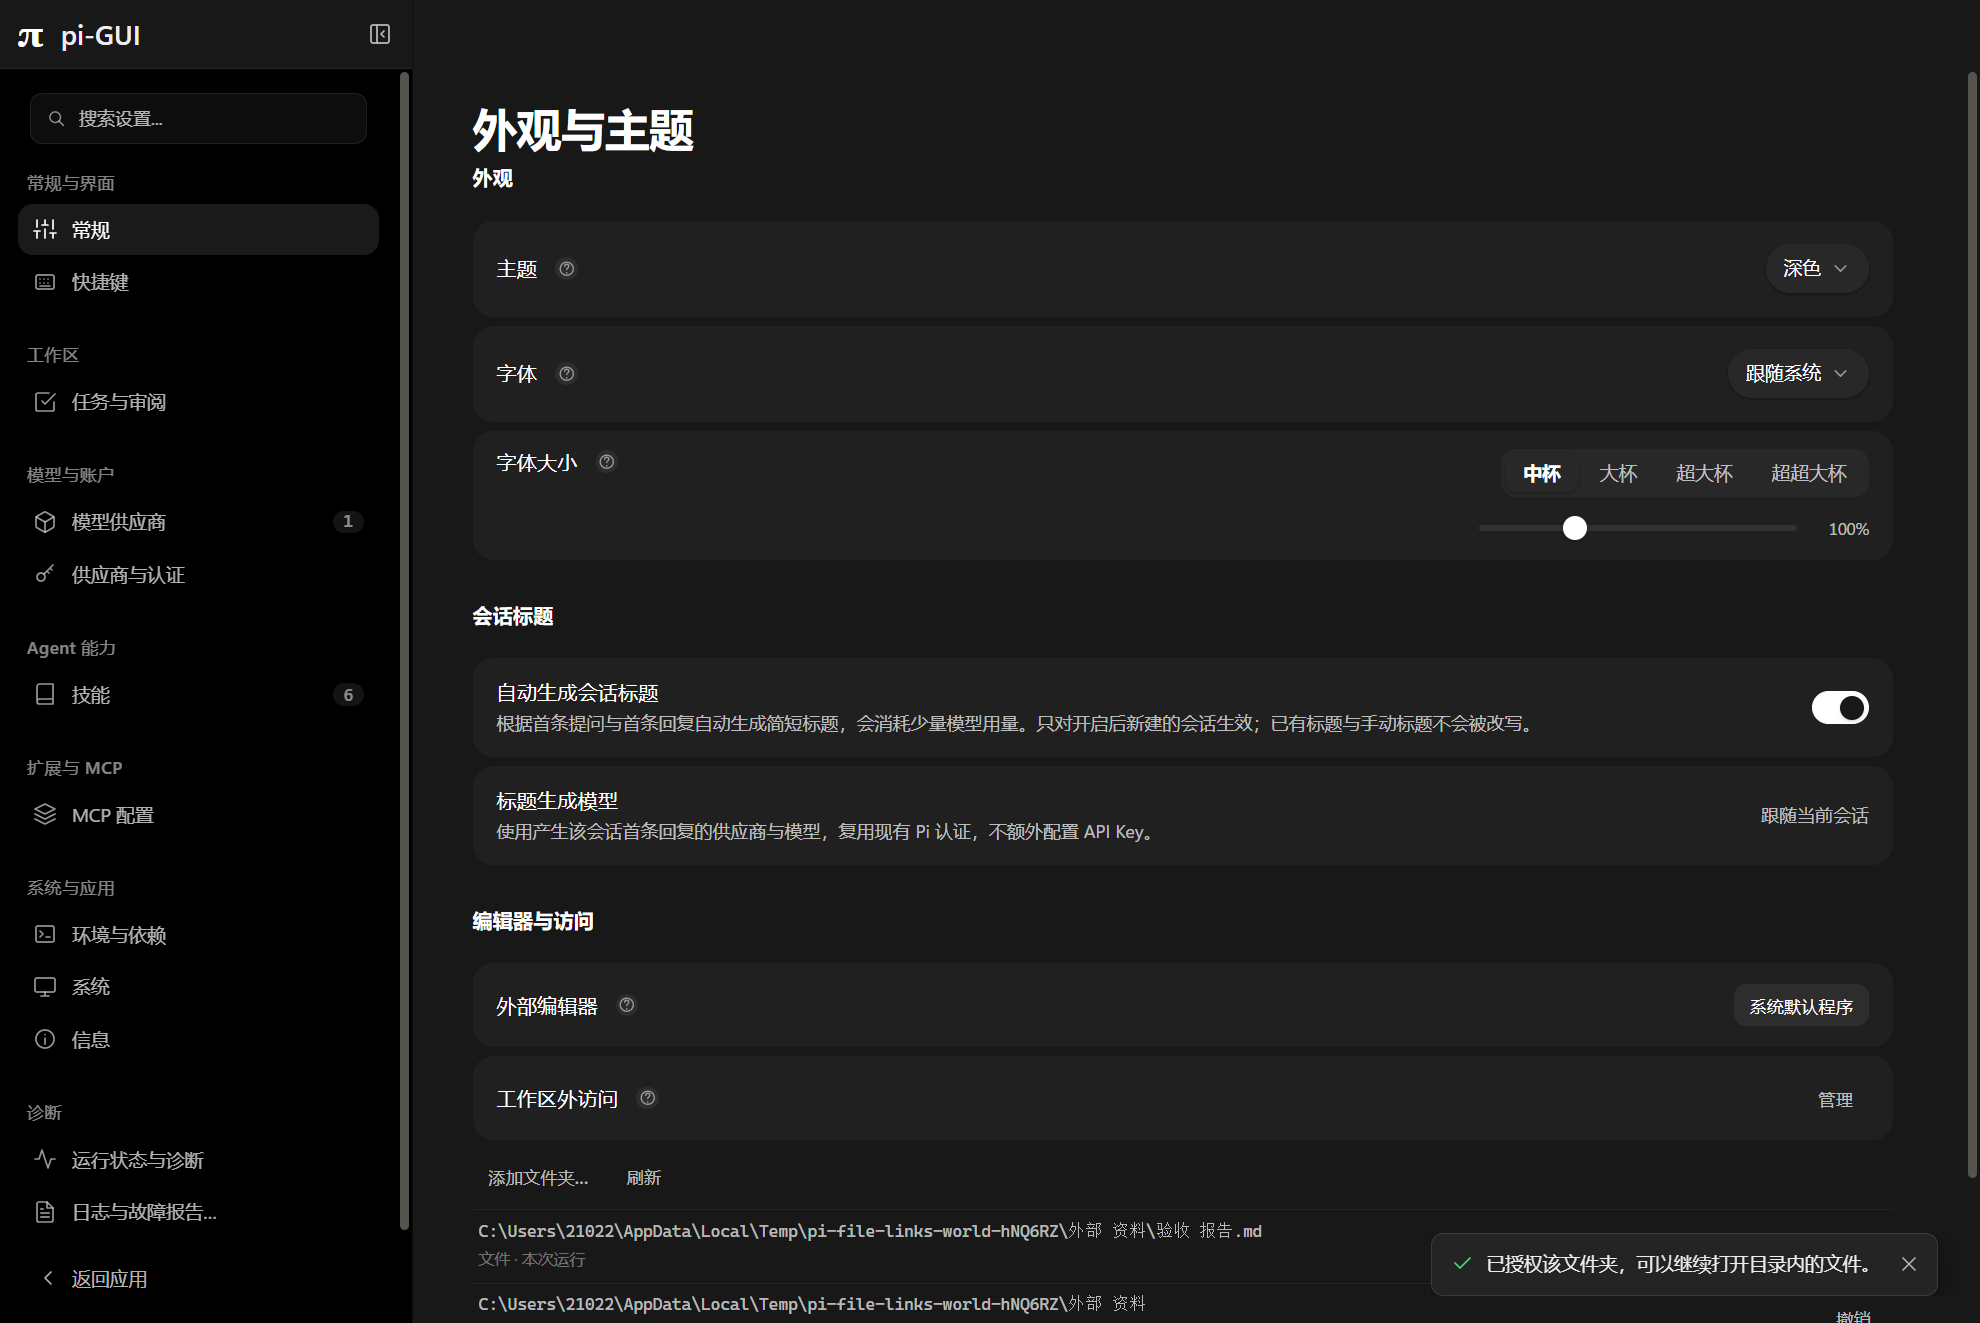 π pi-GUI
搜索设置...
常规与界面
常规
快捷键
工作区
任务与审阅
模型与账户
模型供应商 1
供应商与认证
Agent 能力
技能 6
扩展与 MCP
MCP 配置
系统与应用
环境与依赖
系统
信息
诊断
运行状态与诊断
日志与故障报告...
返回应用
外观与主题
外观
主题 深色
字体 跟随系统
字体大小 中杯 大杯 超大杯 超超大杯
100%
会话标题
自动生成会话标题
根据首条提问与首条回复自动生成简短标题，会消耗少量模型用量。只对开启后新建的会话生效；已有标题与手动标题不会被改写。
标题生成模型
使用产生该会话首条回复的供应商与模型，复用现有 Pi 认证，不额外配置 API Key。
跟随当前会话
编辑器与访问
外部编辑器 系统默认程序
工作区外访问 管理
添加文件夹... 刷新
C:\Users\21022\AppData\Local\Temp\pi-file-links-world-hNQ6RZ\外部 资料\验收 报告.md
文件 · 本次运行
C:\Users\21022\AppData\Local\Temp\pi-file-links-world-hNQ6RZ\外部 资料
撤销
已授权该文件夹，可以继续打开目录内的文件。